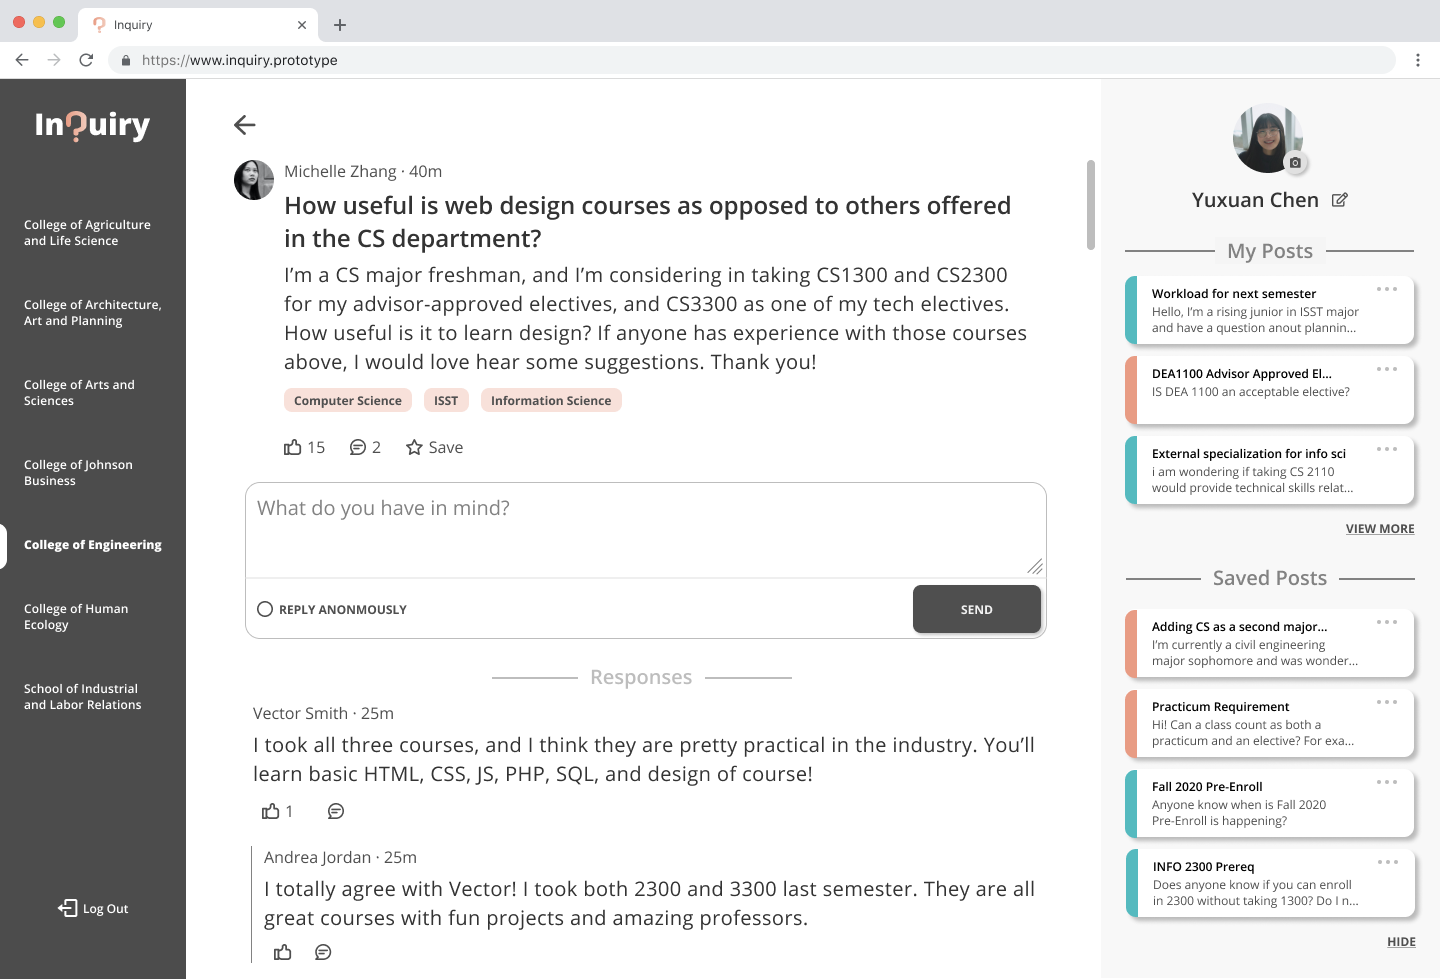 Inquiry
https://www.inquiry.prototype
In?uiry
College of Agriculture
and Life Science
College of Architecture,
Art and Planning
College of Arts and
Sciences
College of Johnson
Business
College of Engineering
College of Human
Ecology
School of Industrial
and Labor Relations
Log Out
Michelle Zhang · 40m
How useful is web design courses as opposed to others offered
in the CS department?
I’m a CS major freshman, and I’m considering in taking CS1300 and CS2300
for my advisor-approved electives, and CS3300 as one of my tech electives.
How useful is it to learn design? If anyone has experience with those courses
above, I would love hear some suggestions. Thank you!
Computer Science ISST Information Science
15 2 Save
What do you have in mind?
REPLY ANONMOUSLY SEND
Responses
Vector Smith · 25m
I took all three courses, and I think they are pretty practical in the industry. You’ll
learn basic HTML, CSS, JS, PHP, SQL, and design of course!
1
Andrea Jordan · 25m
I totally agree with Vector! I took both 2300 and 3300 last semester. They are all
great courses with fun projects and amazing professors.
Yuxuan Chen
My Posts
Workload for next semester
Hello, I’m a rising junior in ISST major
and have a question anout plannin...
DEA1100 Advisor Approved El...
IS DEA 1100 an acceptable elective?
External specialization for info sci
i am wondering if taking CS 2110
would provide technical skills relat...
VIEW MORE
Saved Posts
Adding CS as a second major...
I’m currently a civil engineering
major sophomore and was wonder...
Practicum Requirement
Hi! Can a class count as both a
practicum and an elective? For exa...
Fall 2020 Pre-Enroll
Anyone know when is Fall 2020
Pre-Enroll is happening?
INFO 2300 Prereq
Does anyone know if you can enroll
in 2300 without taking 1300? Do I n...
HIDE